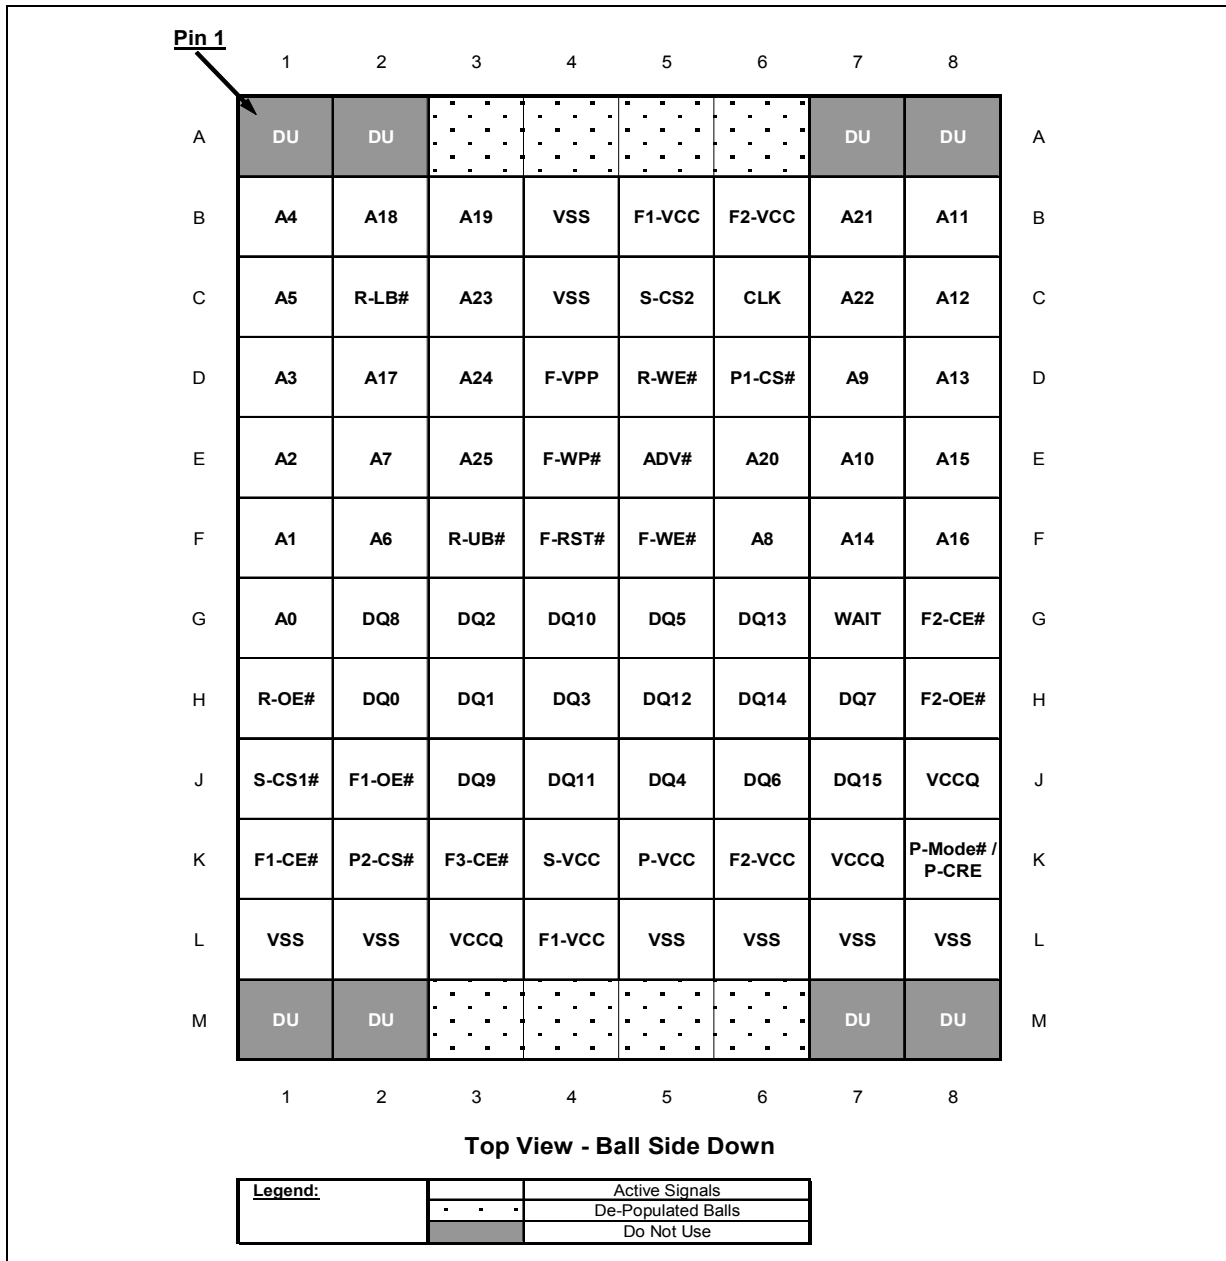 Pin 1
1 2 3 4 5 6 7 8
A DU DU DU DU A
B A4 A18 A19 VSS F1-VCC F2-VCC A21 A11 B
C A5 R-LB# A23 VSS S-CS2 CLK A22 A12 C
D A3 A17 A24 F-VPP R-WE# P1-CS# A9 A13 D
E A2 A7 A25 F-WP# ADV# A20 A10 A15 E
F A1 A6 R-UB# F-RST# F-WE# A8 A14 A16 F
G A0 DQ8 DQ2 DQ10 DQ5 DQ13 WAIT F2-CE# G
H R-OE# DQ0 DQ1 DQ3 DQ12 DQ14 DQ7 F2-OE# H
J S-CS1# F1-OE# DQ9 DQ11 DQ4 DQ6 DQ15 VCCQ J
K F1-CE# P2-CS# F3-CE# S-VCC P-VCC F2-VCC VCCQ P-Mode# / P-CRE K
L VSS VSS VCCQ F1-VCC VSS VSS VSS VSS L
M DU DU DU DU M
1 2 3 4 5 6 7 8
Top View - Ball Side Down
Legend: Active Signals
De-Populated Balls
Do Not Use